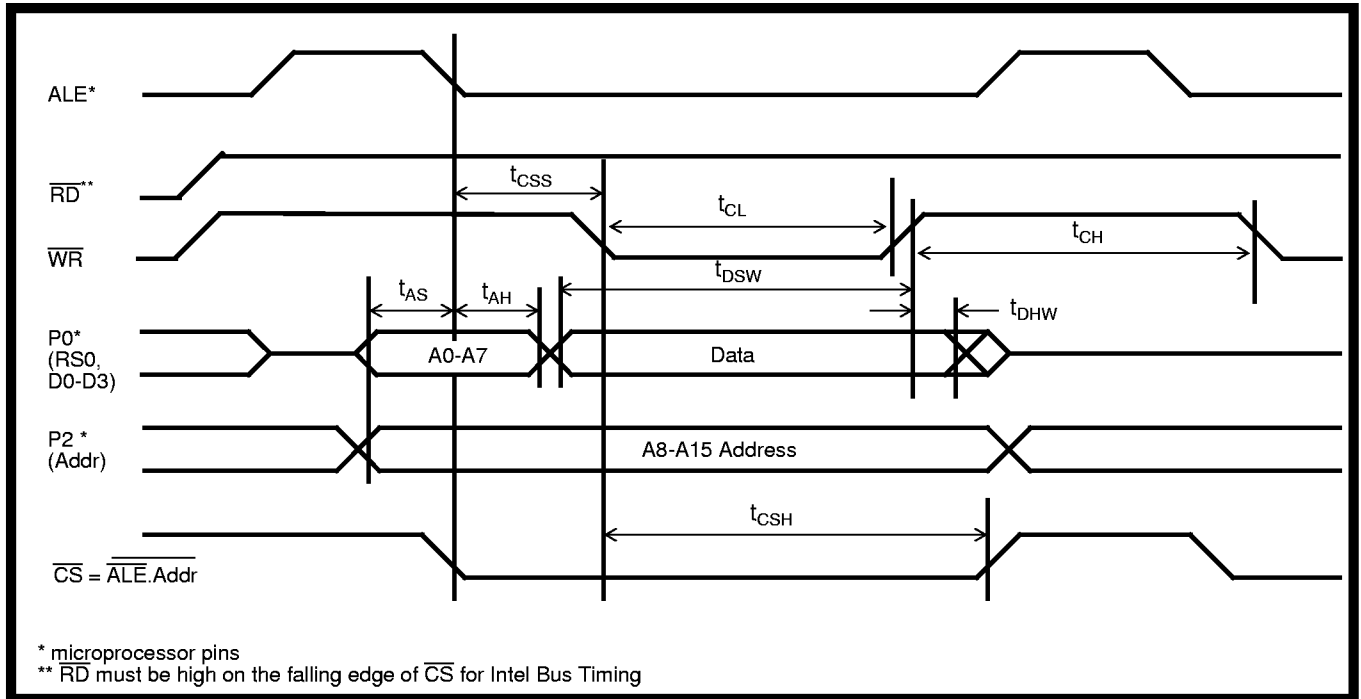 ALE*
RD**
tCSS
tCL
tCH
WR
tDSW
tAS
tAH
tDHW
P0*
(RS0,
D0-D3)
A0-A7
Data
P2 *
(Addr)
A8-A15 Address
tCSH
CS = ALE.Addr
* microprocessor pins
** RD must be high on the falling edge of CS for Intel Bus Timing